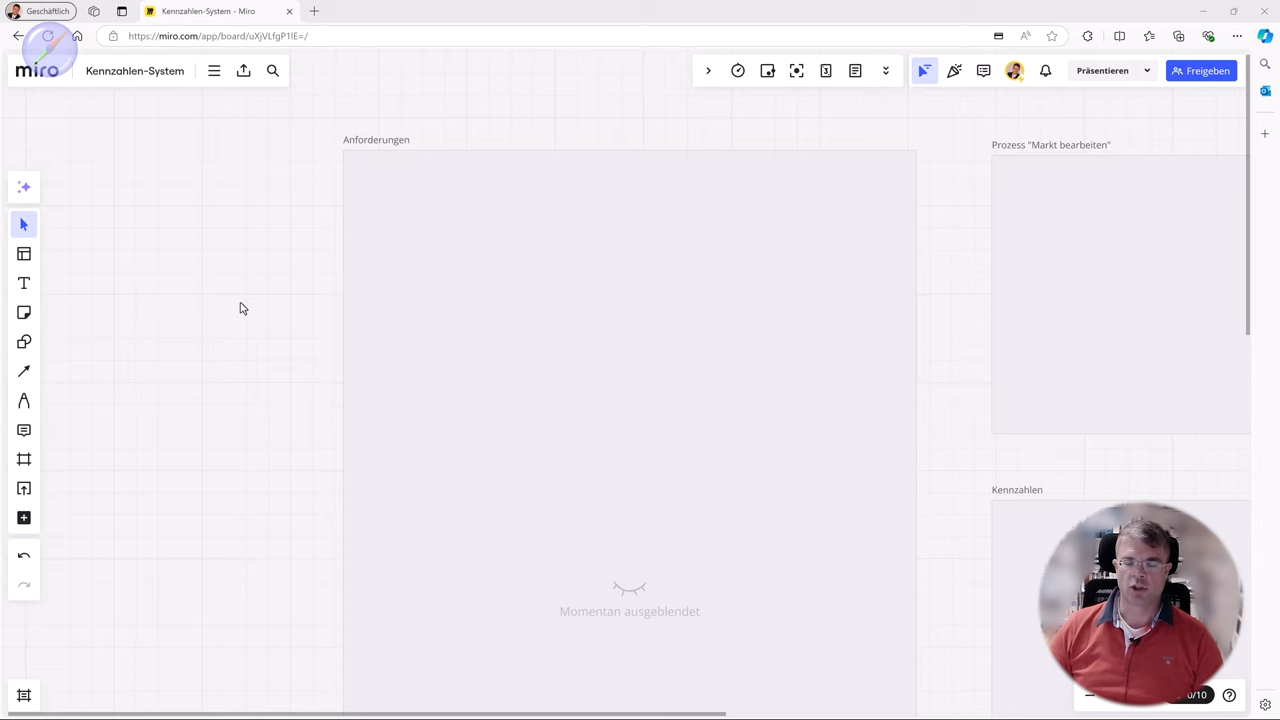 Geschäftlich
Kennzahlen-System - Miro
https://miro.com/app/board/uXjVLfgP1IE=/
miro
Kennzahlen-System
Präsentieren
Freigeben
Anforderungen
Prozess "Markt bearbeiten"
Momentan ausgeblendet
Kennzahlen
0/10